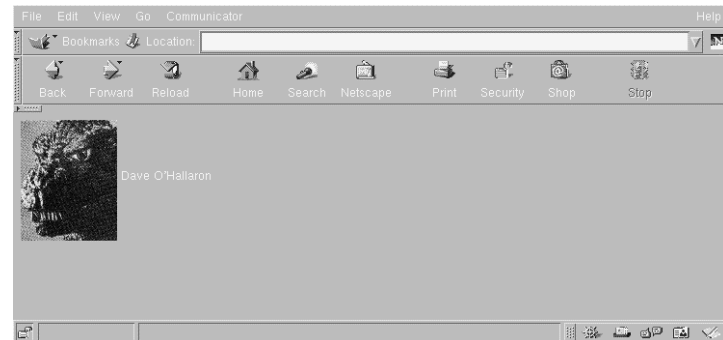 File Edit View Go Communicator Help
Bookmarks Location:
Back Forward Reload Home Search Netscape Print Security Shop Stop
Dave O'Hallaron